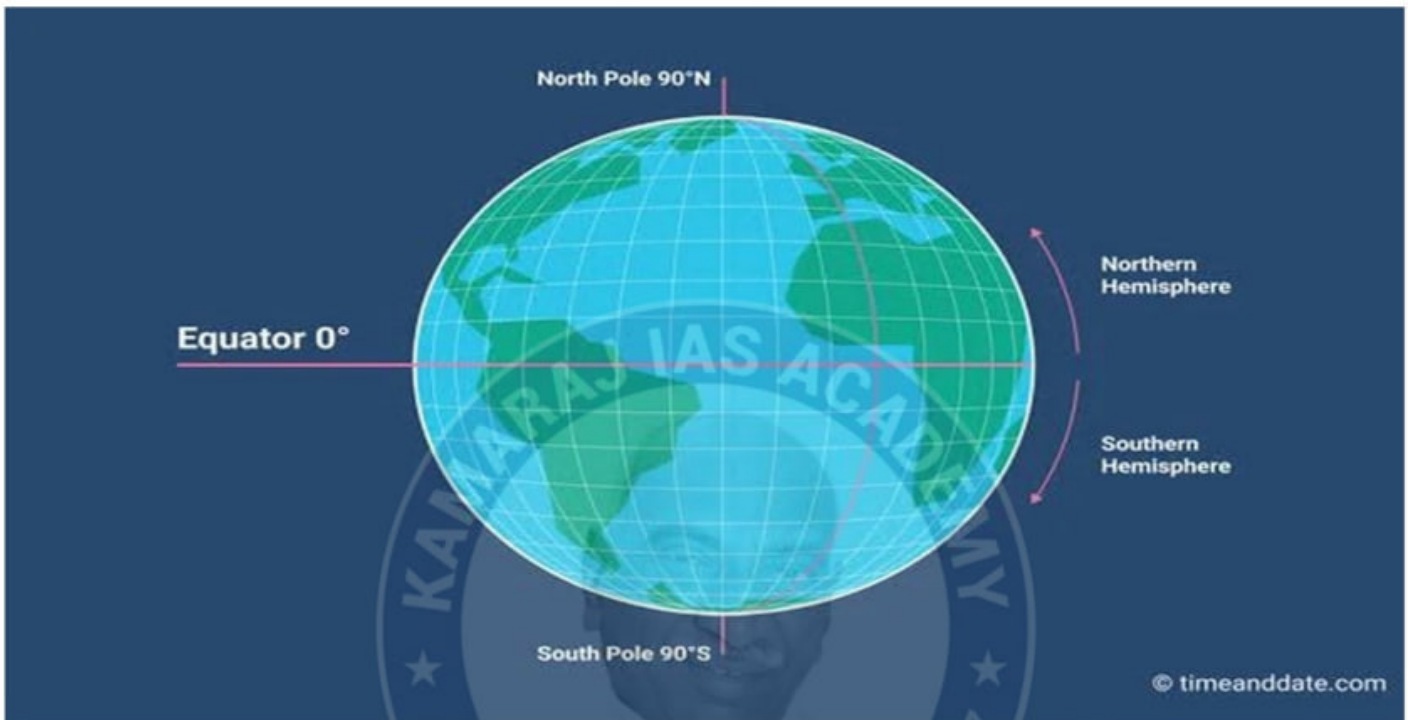 North Pole 90°N
Equator 0°
Northern
Hemisphere
Southern
Hemisphere
South Pole 90°S
© timeanddate.com
KAMARAJ IAS ACADEMY